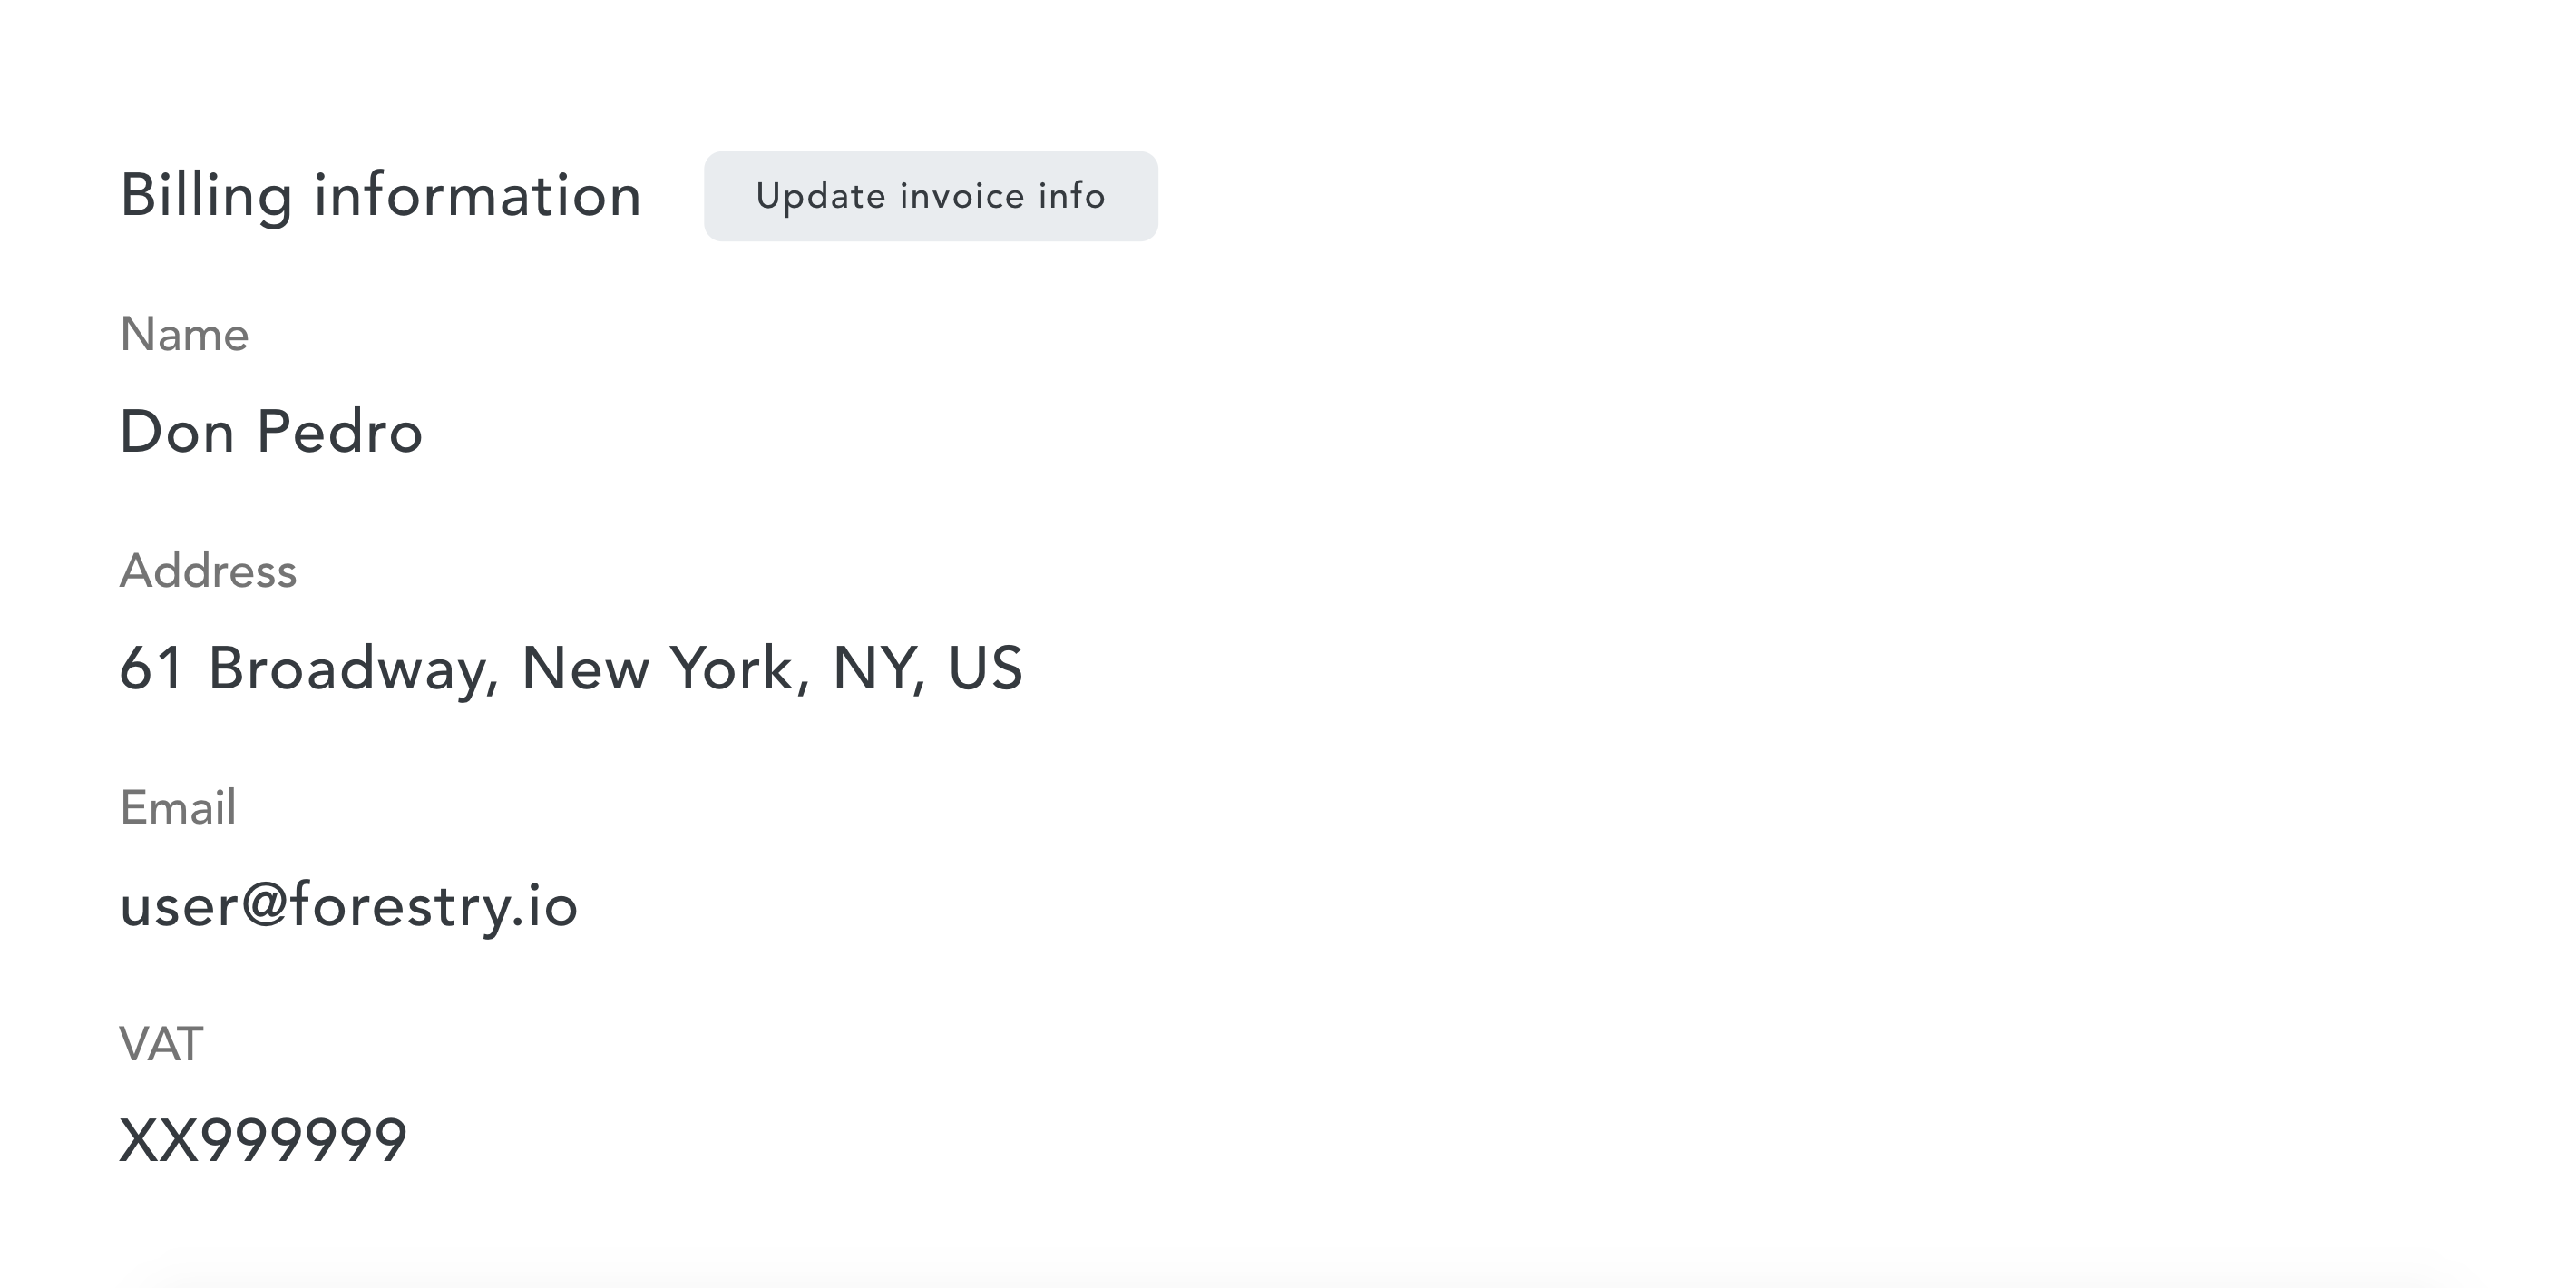 Billing information
Update invoice info
Name
Don Pedro
Address
61 Broadway, New York, NY, US
Email
user@forestry.io
VAT
XX999999